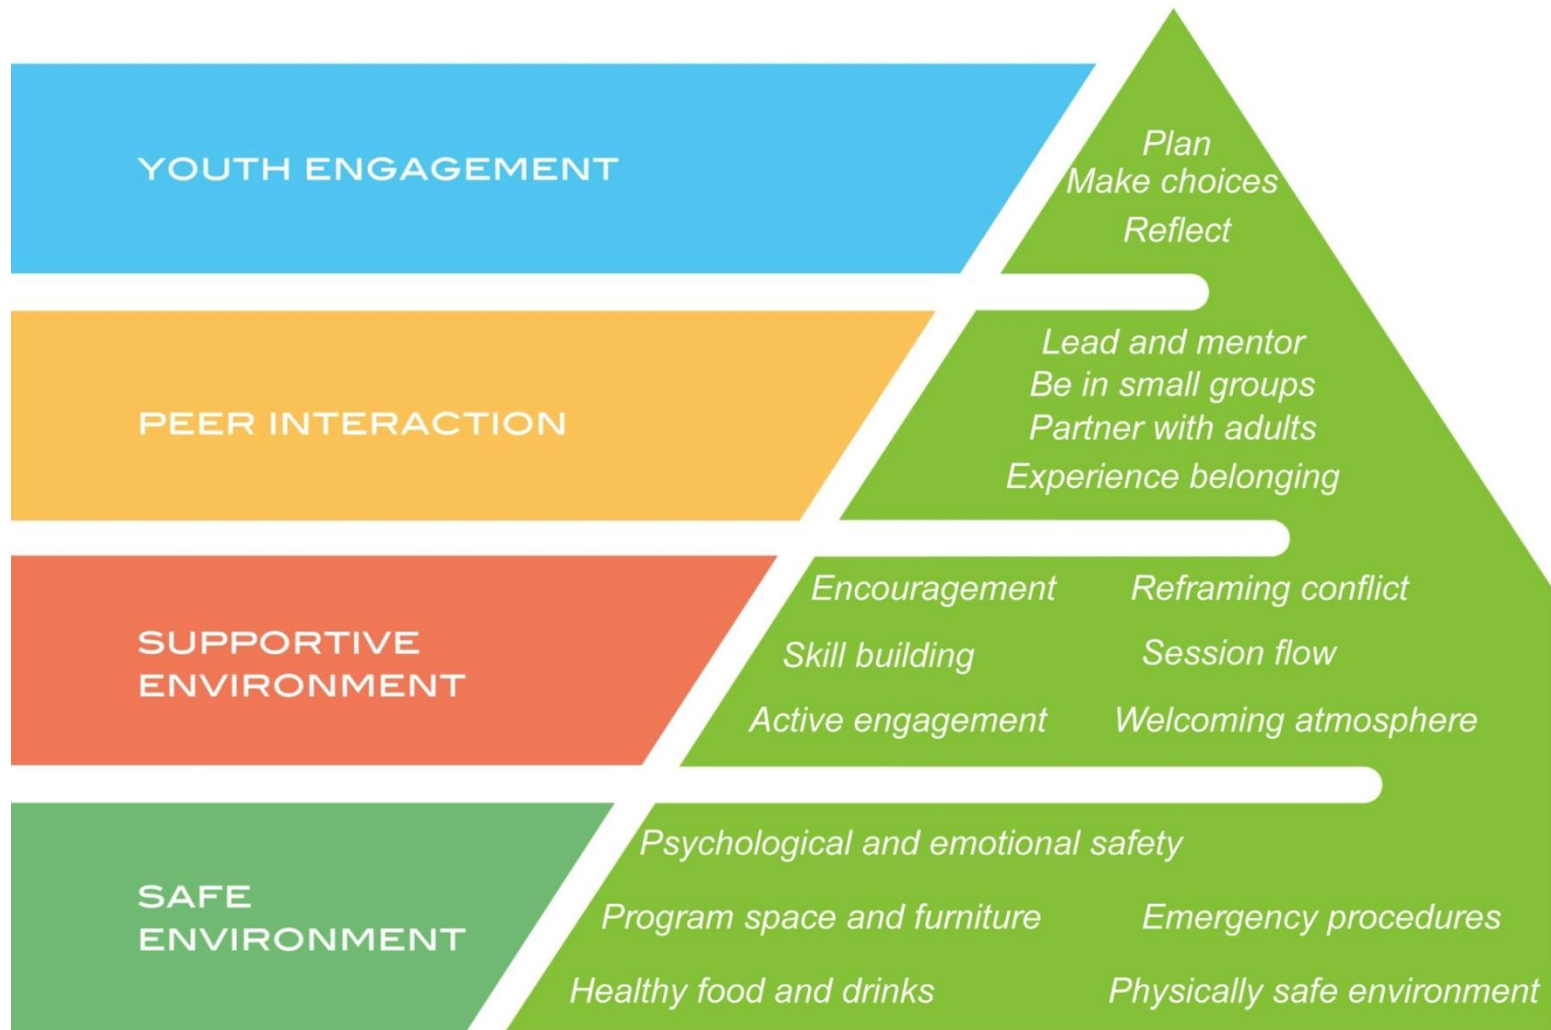 YOUTH ENGAGEMENT
Plan
Make choices
Reflect
PEER INTERACTION
Lead and mentor
Be in small groups
Partner with adults
Experience belonging
SUPPORTIVE
ENVIRONMENT
Encouragement Reframing conflict
Skill building Session flow
Active engagement Welcoming atmosphere
SAFE
ENVIRONMENT
Psychological and emotional safety
Program space and furniture Emergency procedures
Healthy food and drinks Physically safe environment